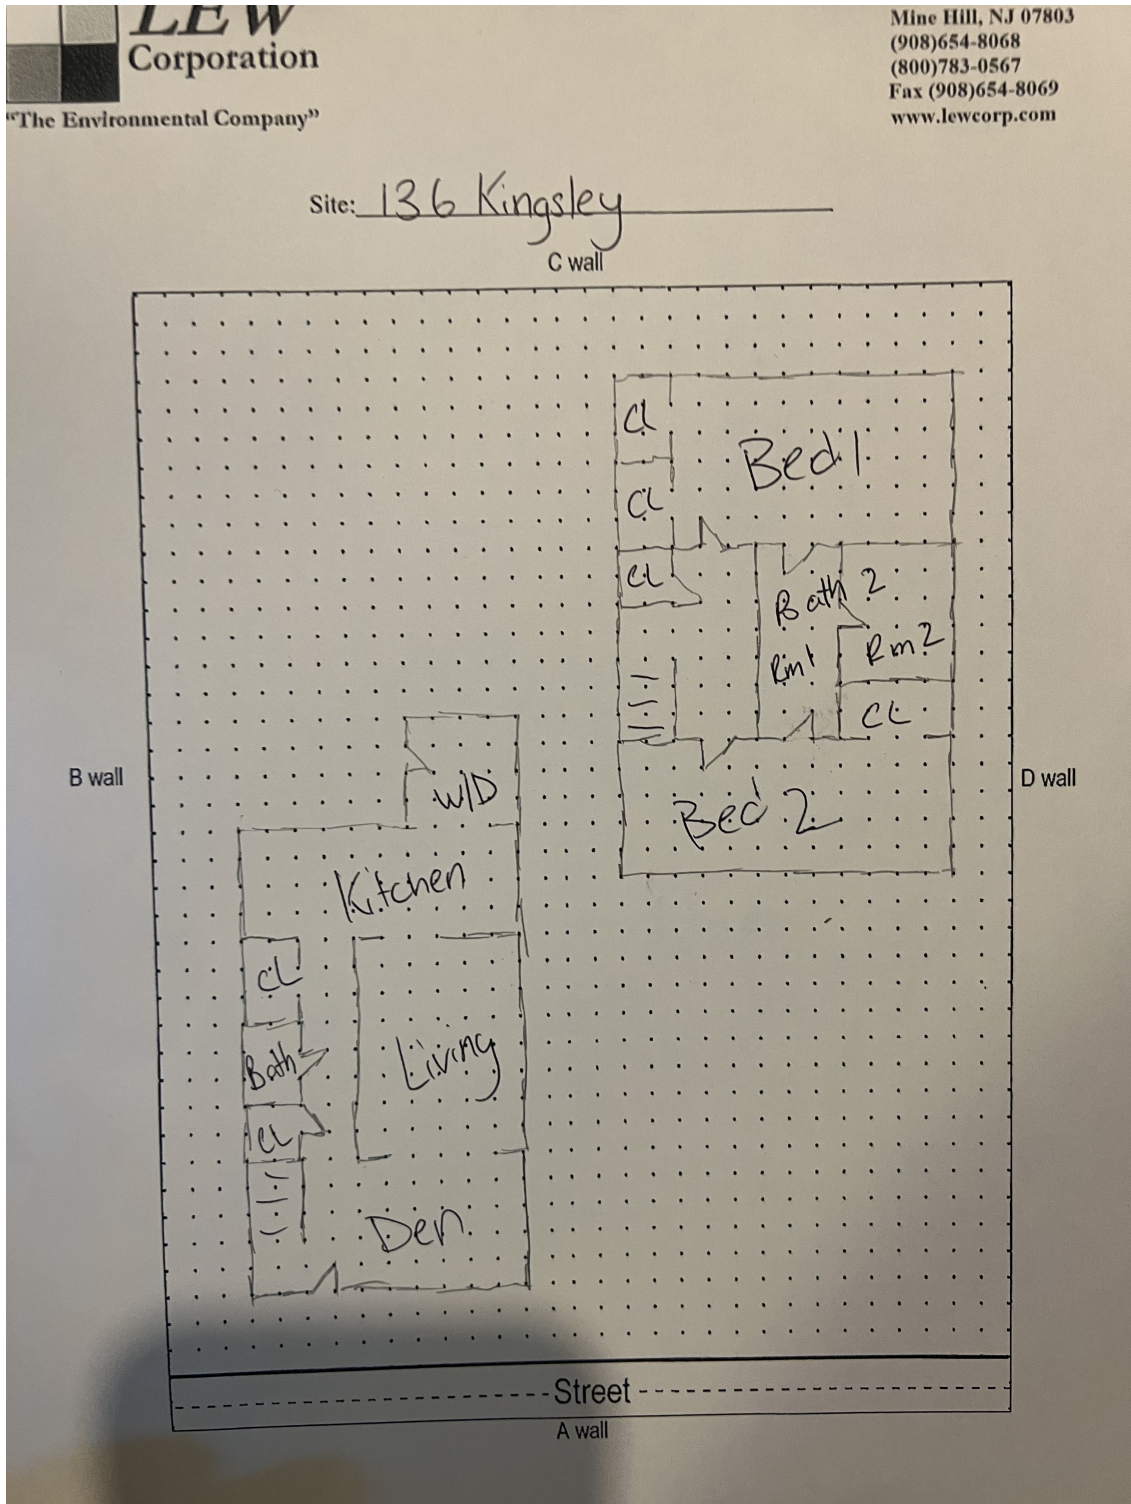 LEW
Corporation
"The Environmental Company"
Mine Hill, NJ 07803
(908)654-8068
(800)783-0567
Fax (908)654-8069
www.lewcorp.com
Site: 136 Kingsley
C wall
Cl
Bed 1
CL
CL
Bath 2
Rm 1
Rm 2
CL
B wall
D wall
W/D
Bed 2
Kitchen
CL
Living
Bath
CL
Den
Street
A wall